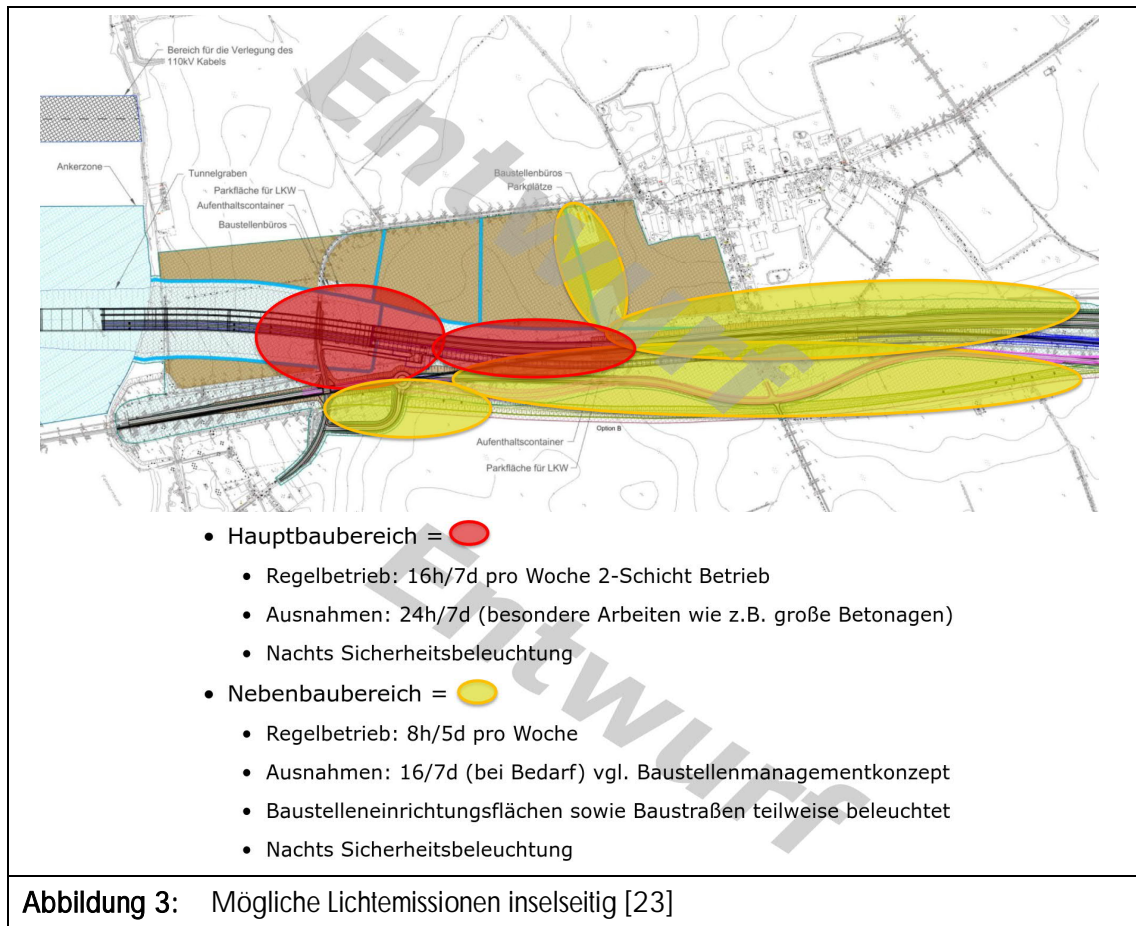 Bereich für die Verlegung des
110kV Kabels
Ankerzone
Tunnelgraben
Parkfläche für LKW
Aufenthaltscontainer
Baustellenbüros
Baustellenbüros
Parkplätze
Entwurf
Aufenthaltscontainer
Option B
Parkfläche für LKW
• Hauptbaubereich =
• Regelbetrieb: 16h/7d pro Woche 2-Schicht Betrieb
• Ausnahmen: 24h/7d (besondere Arbeiten wie z.B. große Betonagen)
• Nachts Sicherheitsbeleuchtung
• Nebenbaubereich =
• Regelbetrieb: 8h/5d pro Woche
• Ausnahmen: 16/7d (bei Bedarf) vgl. Baustellenmanagementkonzept
• Baustelleneinrichtungsflächen sowie Baustraßen teilweise beleuchtet
• Nachts Sicherheitsbeleuchtung
Entwurf
Abbildung 3: Mögliche Lichtemissionen inselseitig [23]